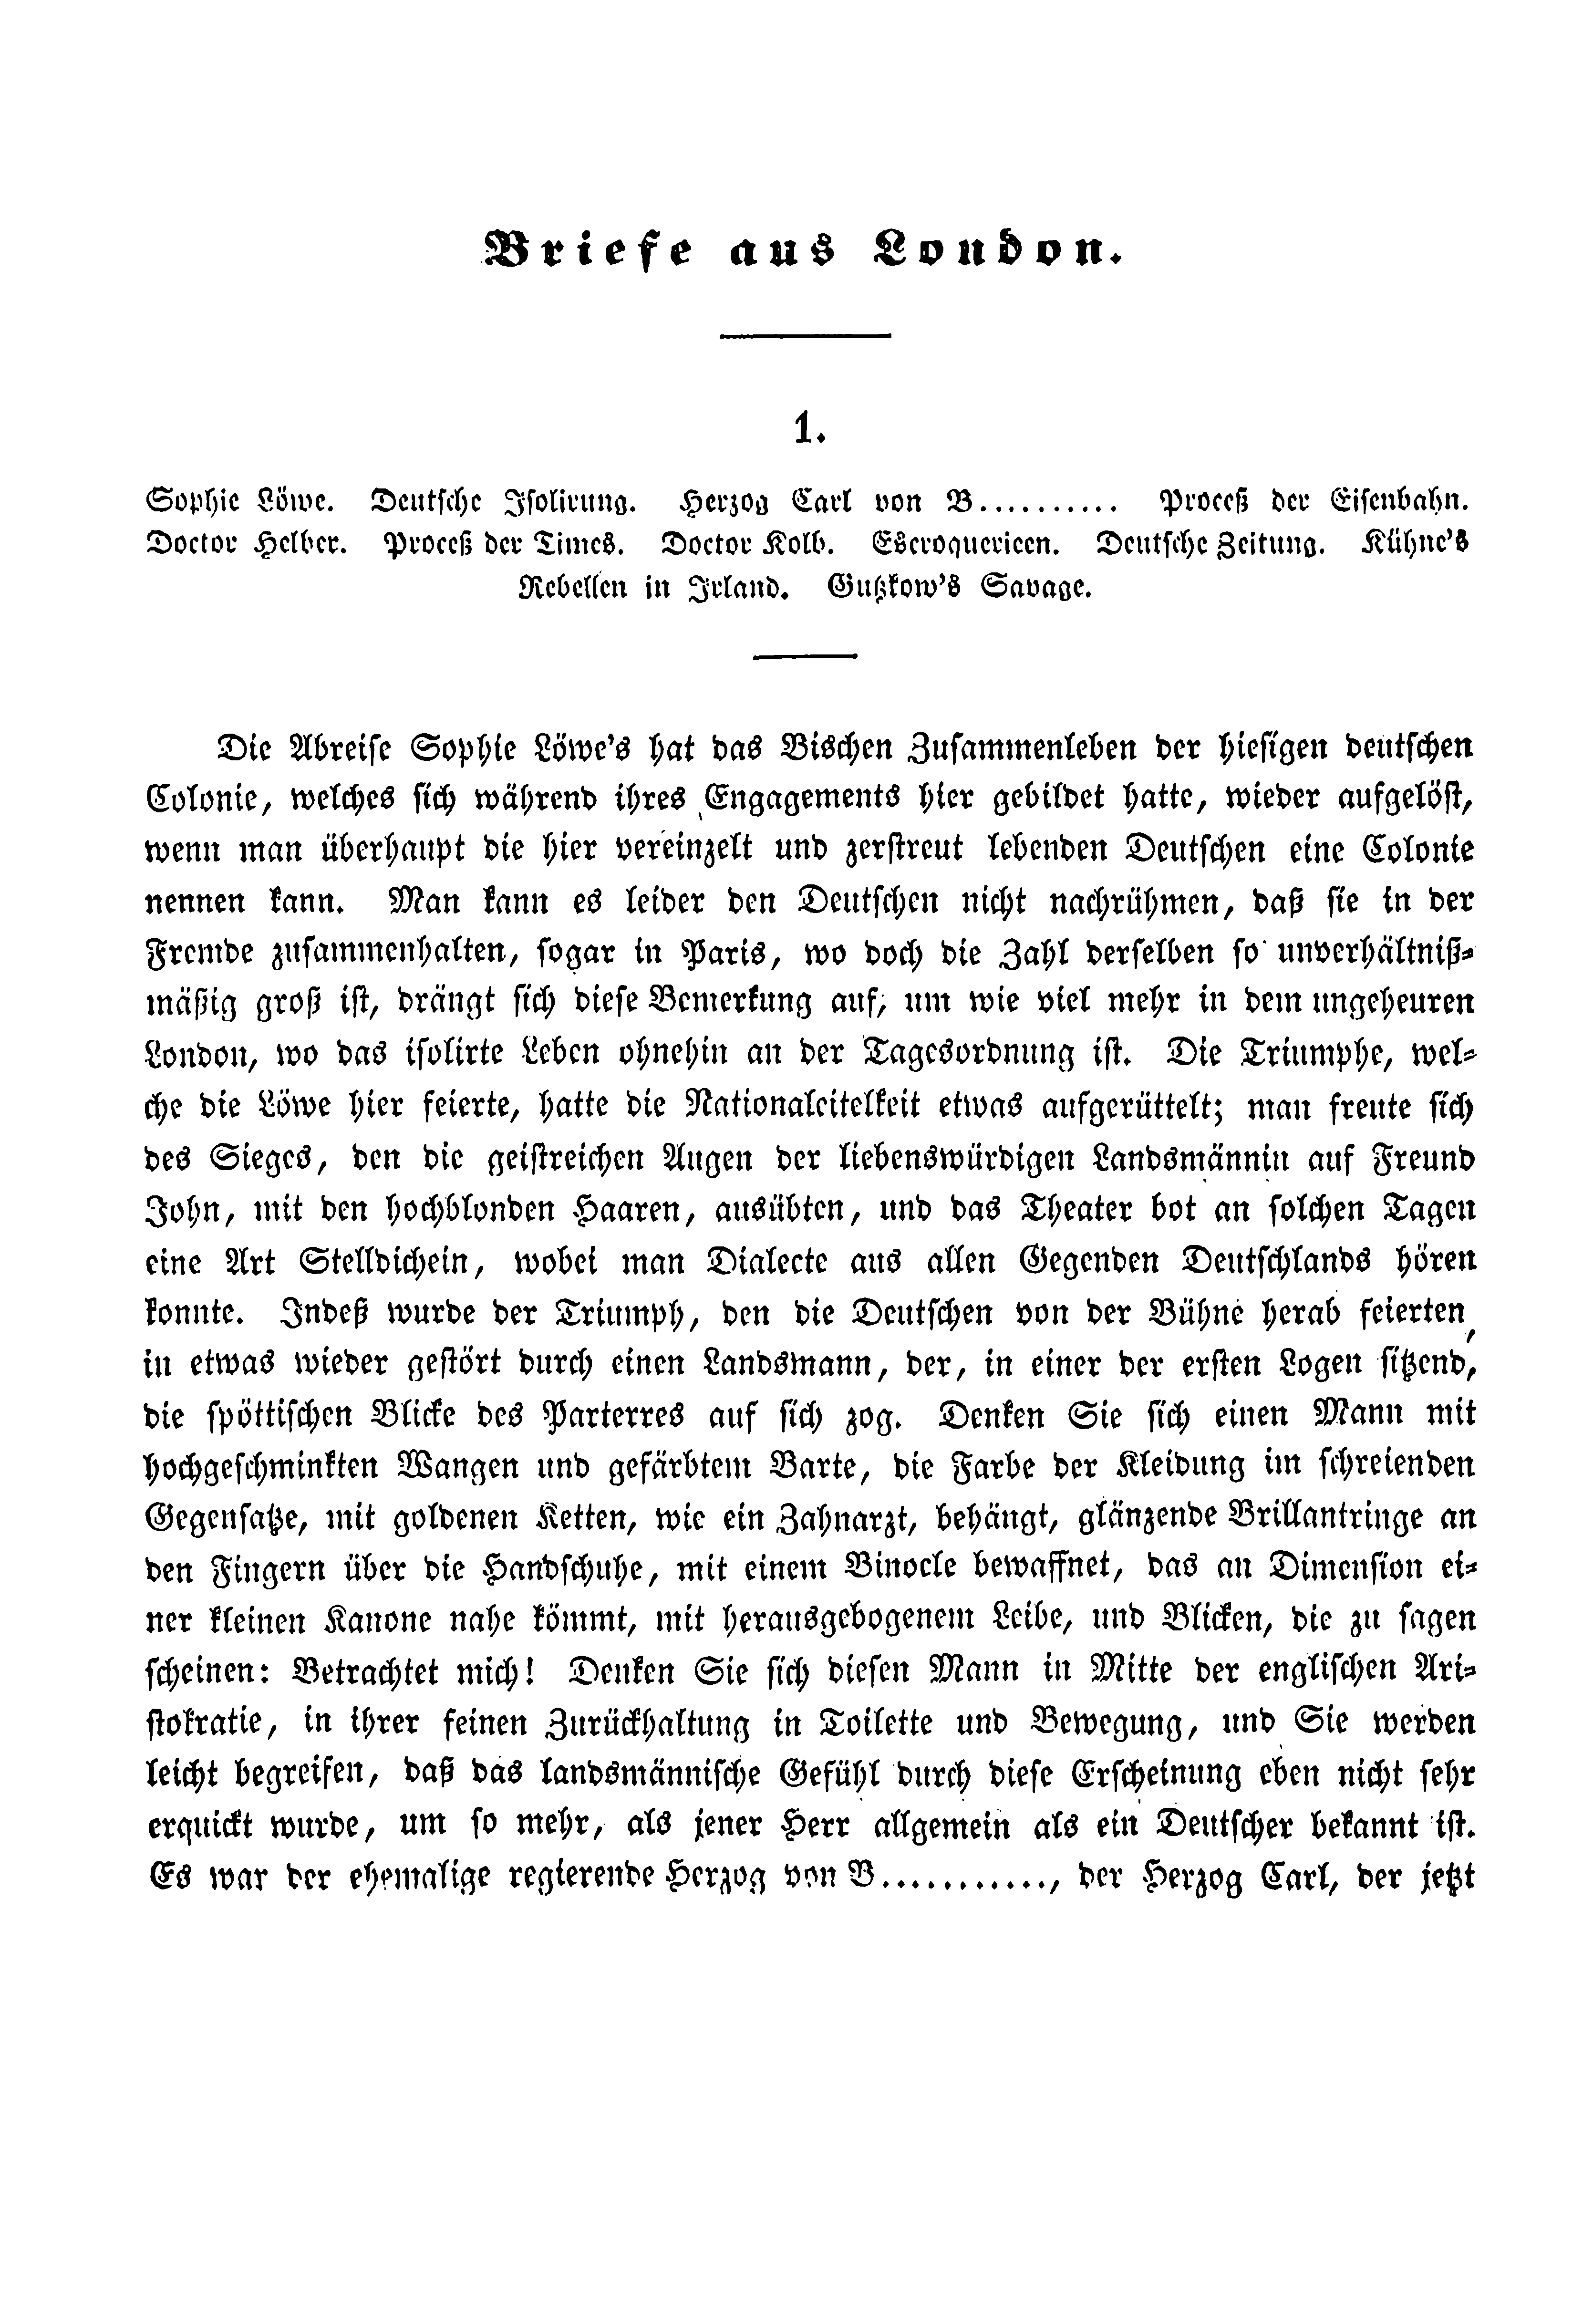 Briefe aus London.
1.
Sophie Löwe. Deutsche Isolirung. Herzog Carl von B.......... Proceß der Eisenbahn.
Doctor Helber. Proceß der Times. Doctor Kolb. Escroquerieen. Deutsche Zeitung. Kühne's
Rebellen in Irland. Gutzkow's Savage.
Die Abreise Sophie Löwe's hat das Bischen Zusammenleben der hiesigen deutschen
Colonie, welches sich während ihres Engagements hier gebildet hatte, wieder aufgelöst,
wenn man überhaupt die hier vereinzelt und zerstreut lebenden Deutschen eine Colonie
nennen kann. Man kann es leider den Deutschen nicht nachrühmen, daß sie in der
Fremde zusammenhalten, sogar in Paris, wo doch die Zahl derselben so unverhältniß-
mäßig groß ist, drängt sich diese Bemerkung auf, um wie viel mehr in dem ungeheuren
London, wo das isolirte Leben ohnehin an der Tagesordnung ist. Die Triumphe, wel-
che die Löwe hier feierte, hatte die Nationaleitelkeit etwas aufgerüttelt; man freute sich
des Sieges, den die geistreichen Augen der liebenswürdigen Landsmännin auf Freund
John, mit den hochblonden Haaren, ausübten, und das Theater bot an solchen Tagen
eine Art Stelldichein, wobei man Dialecte aus allen Gegenden Deutschlands hören
konnte. Indeß wurde der Triumph, den die Deutschen von der Bühne herab feierten,
in etwas wieder gestört durch einen Landsmann, der, in einer der ersten Logen sitzend,
die spöttischen Blicke des Parterres auf sich zog. Denken Sie sich einen Mann mit
hochgeschminkten Wangen und gefärbtem Barte, die Farbe der Kleidung im schreienden
Gegensatze, mit goldenen Ketten, wie ein Zahnarzt, behängt, glänzende Brillantringe an
den Fingern über die Handschuhe, mit einem Binocle bewaffnet, das an Dimension ei-
ner kleinen Kanone nahe kömmt, mit herausgebogenem Leibe, und Blicken, die zu sagen
scheinen: Betrachtet mich! Denken Sie sich diesen Mann in Mitte der englischen Ari-
stokratie, in ihrer feinen Zurückhaltung in Toilette und Bewegung, und Sie werden
leicht begreifen, daß das landsmännische Gefühl durch diese Erscheinung eben nicht sehr
erquickt wurde, um so mehr, als jener Herr allgemein als ein Deutscher bekannt ist.
Es war der ehemalige regierende Herzog von B..........., der Herzog Carl, der jetzt